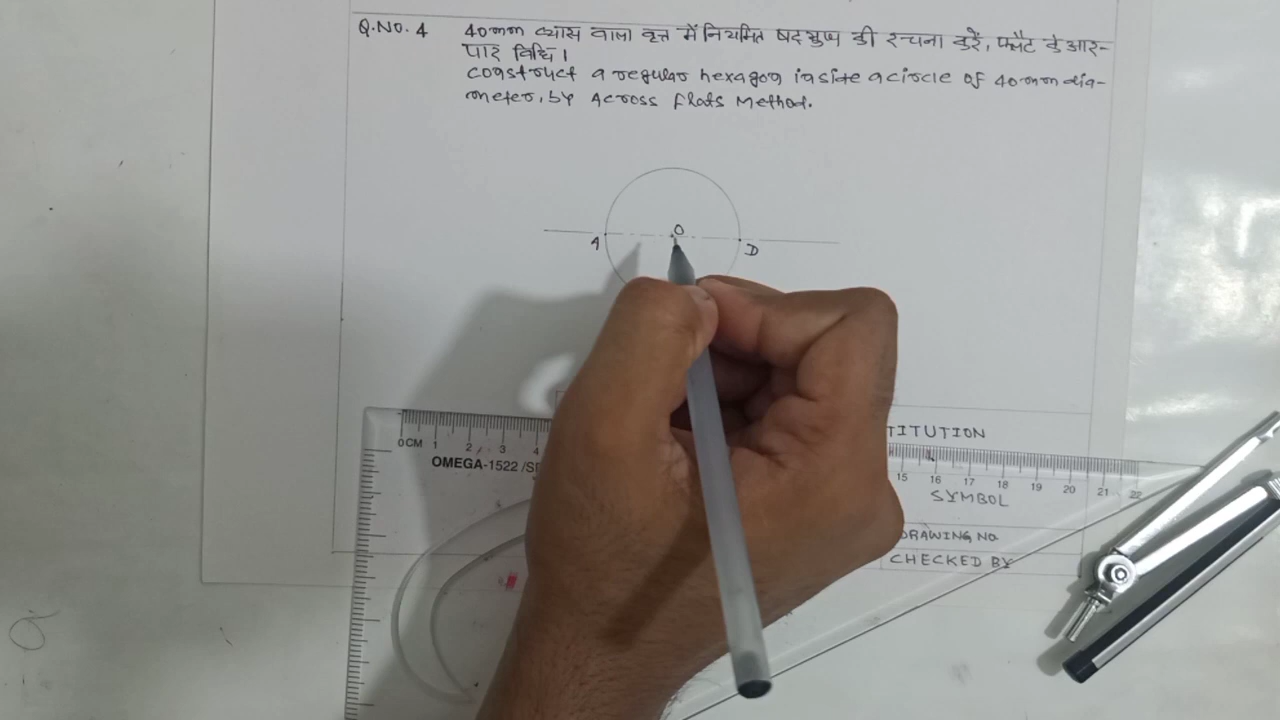 Q.No. 4 40mm व्यास वाला वृत्त में नियमित षटभुज की रचना करें, फ्लैट के आर-
पार विधि।
construct a regular hexagon inside a circle of 40mm dia-
meter, by Across flats Method.
O
A
D
TITUTION
0CM 1 2 3 4 15 16 17 18 19 20 21 22
OMEGA-1522
SYMBOL
DRAWING NO
CHECKED BY